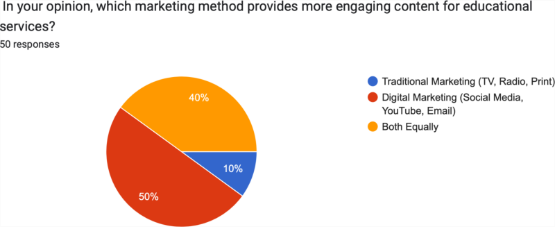 In your opinion, which marketing method provides more engaging content for educational
services?
50 responses
Traditional Marketing (TV, Radio, Print)
Digital Marketing (Social Media,
YouTube, Email)
Both Equally
40%
10%
50%